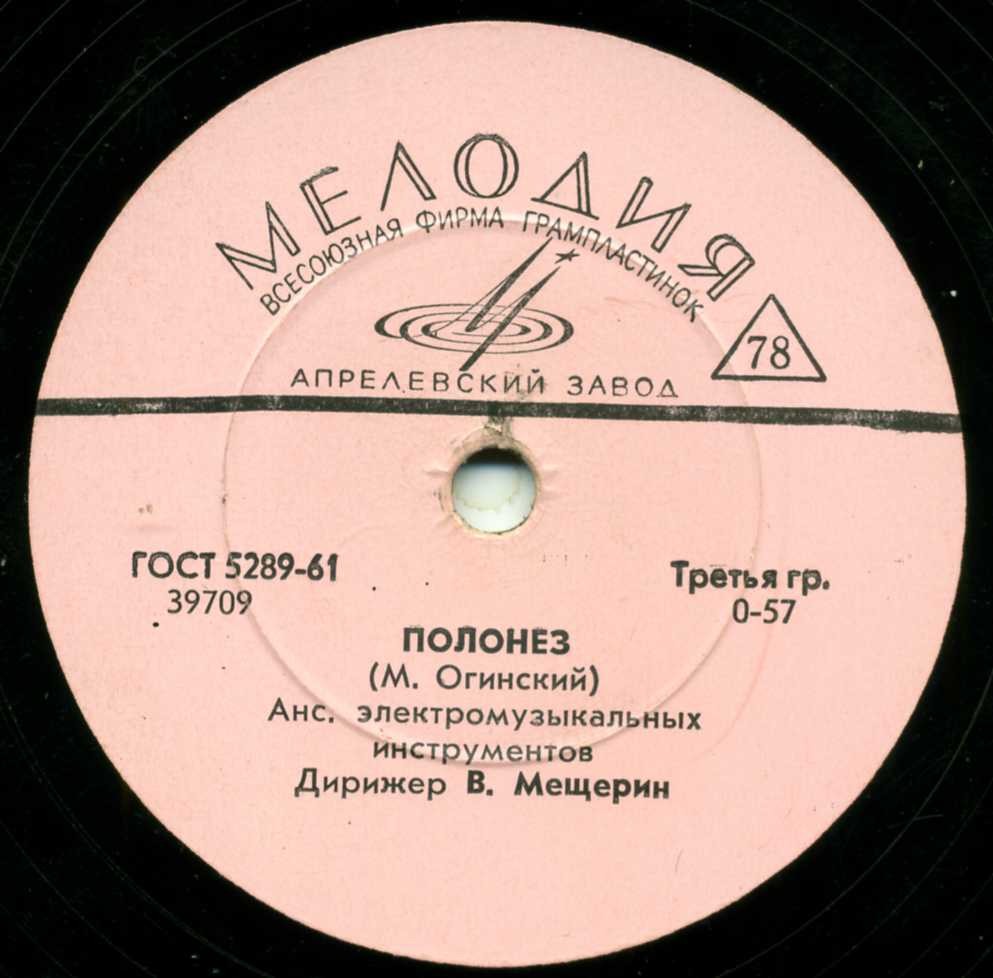 МЕЛОДИЯ
ВСЕСОЮЗНАЯ ФИРМА ГРАМПЛАСТИНОК
АПРЕЛЕВСКИЙ ЗАВОД
78
ГОСТ 5289-61
39709
Третья гр.
0-57
ПОЛОНЕЗ
(М. Огинский)
Анс. электромузыкальных
инструментов
Дирижер В. Мещерин